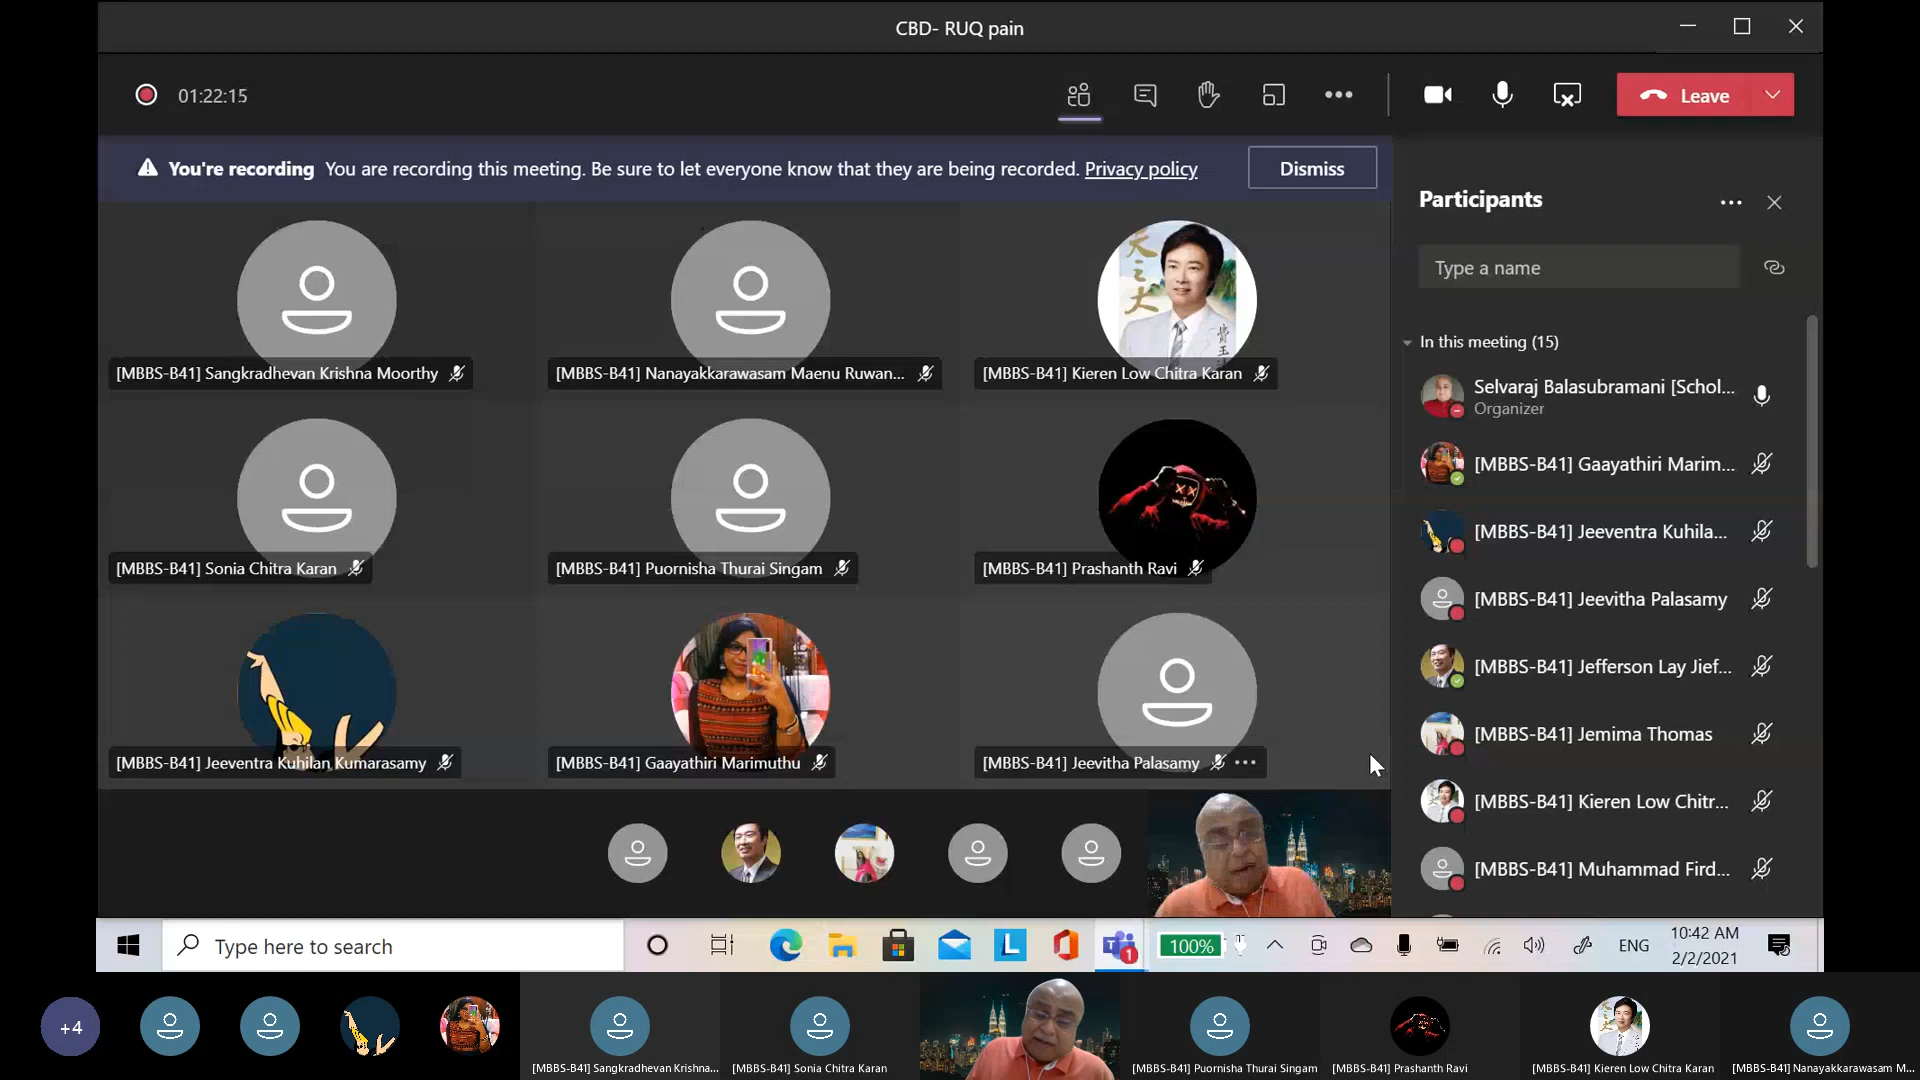 CBD- RUQ pain
01:22:15
Leave
You're recording You are recording this meeting. Be sure to let everyone know that they are being recorded. Privacy policy
Dismiss
[MBBS-B41] Sangkradhevan Krishna Moorthy
[MBBS-B41] Nanayakkarawasam Maenu Ruwan...
[MBBS-B41] Kieren Low Chitra Karan
[MBBS-B41] Sonia Chitra Karan
[MBBS-B41] Puornisha Thurai Singam
[MBBS-B41] Prashanth Ravi
[MBBS-B41] Jeeventra Kuhilan Kumarasamy
[MBBS-B41] Gaayathiri Marimuthu
[MBBS-B41] Jeevitha Palasamy
Participants
Type a name
In this meeting (15)
Selvaraj Balasubramani [Schol...
Organizer
[MBBS-B41] Gaayathiri Marim...
[MBBS-B41] Jeeventra Kuhila...
[MBBS-B41] Jeevitha Palasamy
[MBBS-B41] Jefferson Lay Jief...
[MBBS-B41] Jemima Thomas
[MBBS-B41] Kieren Low Chitr...
[MBBS-B41] Muhammad Fird...
Type here to search
L
1
100%
ENG
10:42 AM
2/2/2021
+4
[MBBS-B41] Sangkradhevan Krishna...
[MBBS-B41] Sonia Chitra Karan
[MBBS-B41] Puornisha Thurai Singam
[MBBS-B41] Prashanth Ravi
[MBBS-B41] Kieren Low Chitra Karan
[MBBS-B41] Nanayakkarawasam M...